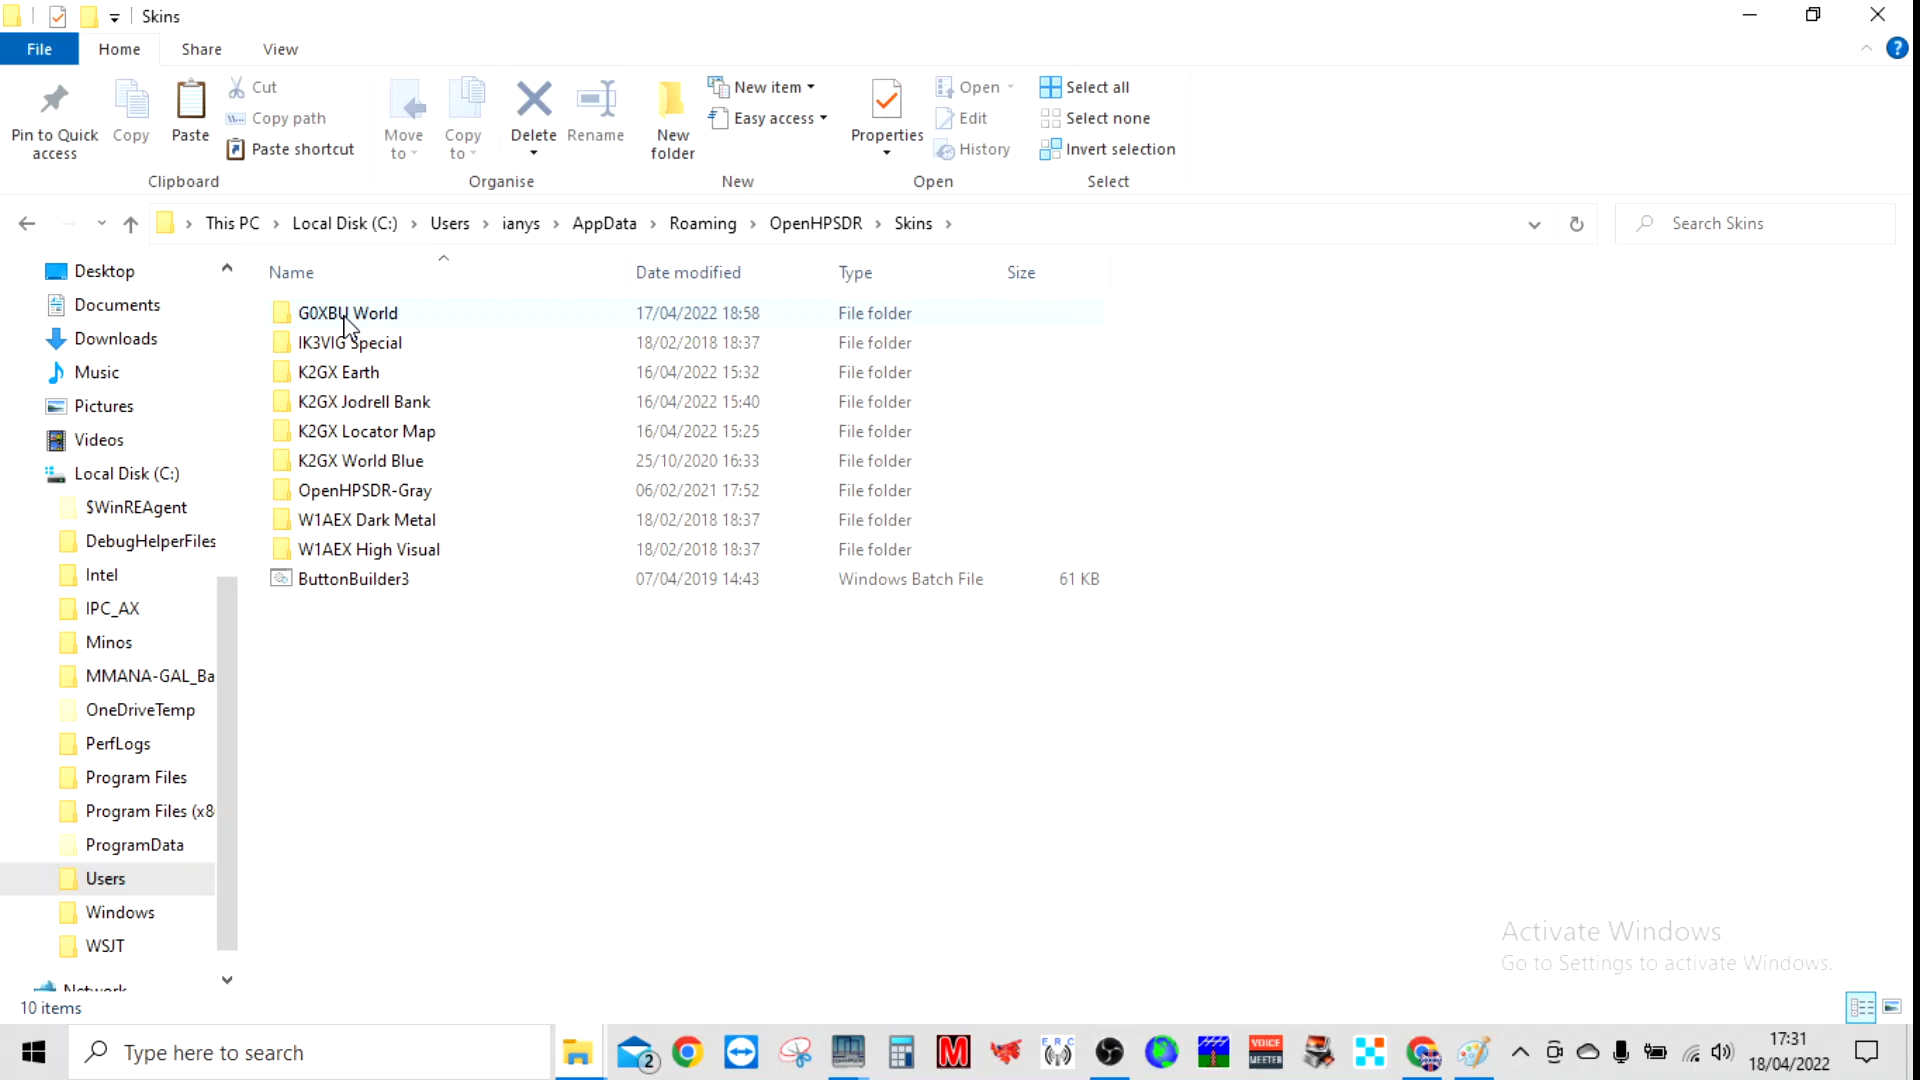 Skins
File Home Share View
Pin to Quick access
Copy
Paste
Cut
Copy path
Paste shortcut
Clipboard
Move to
Copy to
Delete
Rename
Organise
New folder
New item
Easy access
New
Properties
Open
Edit
History
Open
Select all
Select none
Invert selection
Select
This PC › Local Disk (C:) › Users › ianys › AppData › Roaming › OpenHPSDR › Skins ›
Search Skins
Desktop
Documents
Downloads
Music
Pictures
Videos
Local Disk (C:)
$WinREAgent
DebugHelperFiles
Intel
IPC_AX
Minos
MMANA-GAL_Ba
OneDriveTemp
PerfLogs
Program Files
Program Files (x8
ProgramData
Users
Windows
WSJT
Network
Name Date modified Type Size
G0XBU World 17/04/2022 18:58 File folder
IK3VIG Special 18/02/2018 18:37 File folder
K2GX Earth 16/04/2022 15:32 File folder
K2GX Jodrell Bank 16/04/2022 15:40 File folder
K2GX Locator Map 16/04/2022 15:25 File folder
K2GX World Blue 25/10/2020 16:33 File folder
OpenHPSDR-Gray 06/02/2021 17:52 File folder
W1AEX Dark Metal 18/02/2018 18:37 File folder
W1AEX High Visual 18/02/2018 18:37 File folder
ButtonBuilder3 07/04/2019 14:43 Windows Batch File 61 KB
Activate Windows
Go to Settings to activate Windows.
10 items
Type here to search
2
M
VOICE
MEETER
17:31
18/04/2022